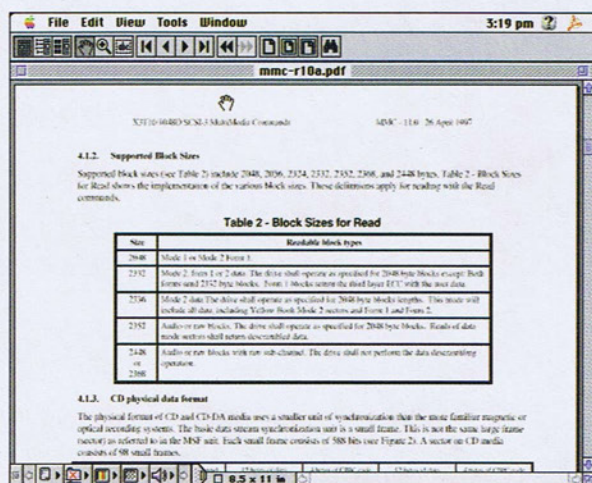 File Edit View Tools Window 3:19 pm
mmc-r10a.pdf
SCSI-3 MultiMedia Commands 26 April 1997
4.1.2. Supported Block Sizes
Supported block sizes (see Table 2) include 2048, 2056, 2324, 2332, 2352, 2368, and 2448 bytes. Table 2 - Block Sizes
for Read shows the implementation of the various block sizes. These definitions apply for reading with the Read
commands.
Table 2 - Block Sizes for Read
Size Readable block types
2048 Mode 1 or Mode 2 Form 1.
2332 Mode 2, form 1 or 2 data. The drive shall operate as specified for 2048 byte blocks except: Both
forms send 2332 byte blocks. Form 1 blocks return the third layer ECC with the user data.
2336 Mode 2 data The drive shall operate as specified for 2048 byte blocks lengths. This mode will
include all data, including Yellow Book Mode 2 sectors and Form 1 and Form 2.
2352 Audio or raw blocks. The drive shall operate as specified for 2048 byte blocks. Reads of data
mode sectors shall return descrambled data.
2448 Audio or raw blocks with raw sub-channel. The drive shall not perform the data descrambling
or operation.
2368
4.1.3. CD physical data format
The physical format of CD and CD-DA media uses a smaller unit of synchronization than the more familiar magnetic or
optical recording systems. The basic data stream synchronization unit is a small frame. This is not the same large frame
(sector) as referred to in the MSF unit. Each small frame consists of 588 bits (see Figure 2). A sector on CD media
consists of 98 small frames.
8.5 x 11 in